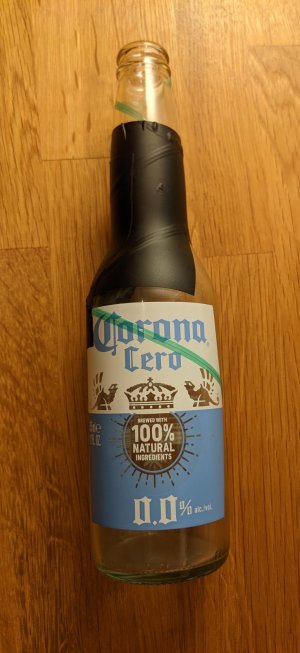 Corona
Cero
BREWED WITH
100%
NATURAL
INGREDIENTS
0.0% alc./vol.